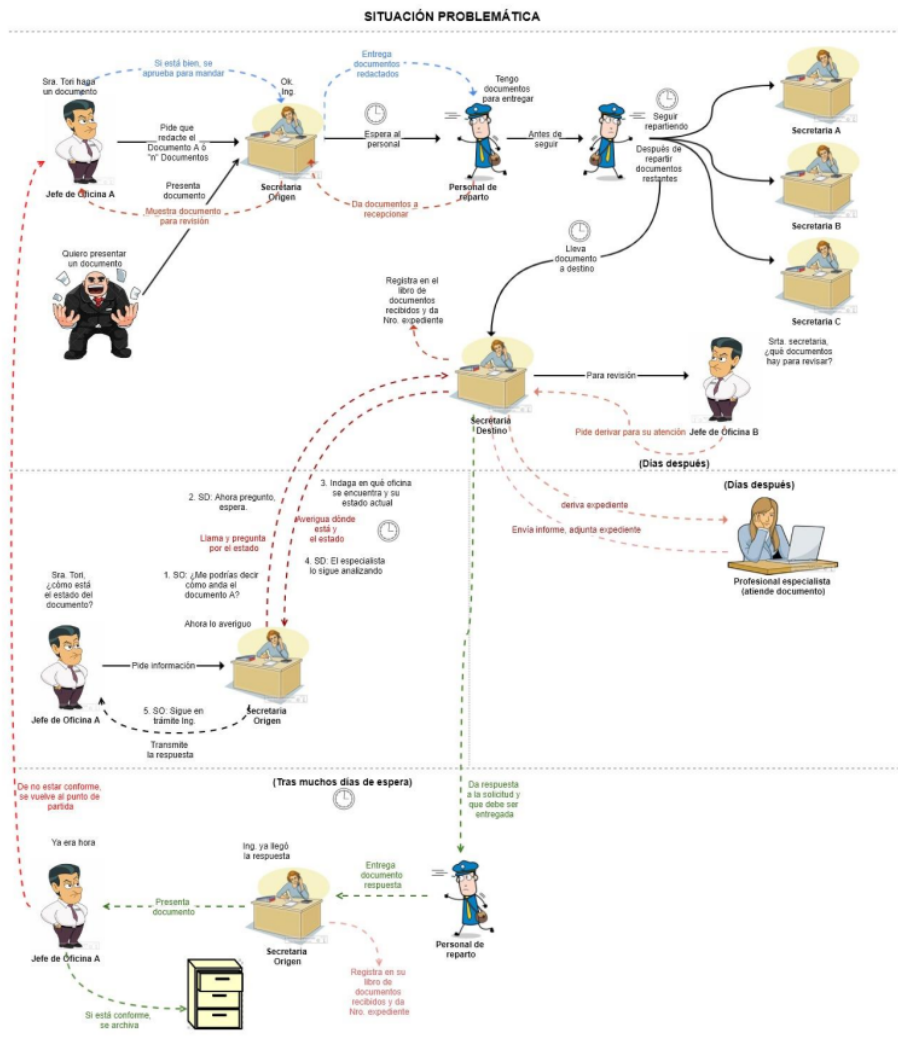 SITUACIÓN PROBLEMÁTICA
Sra. Tori haga
un documento
Si está bien, se
aprueba para mandar
Ok.
Ing.
Entrega
documentos
redactados
Tengo
documentos
para entregar
Seguir
repartiendo
Pide que
redacte el
Documento A ó
"n" Documentos
Espera al
personal
Antes de
seguir
Después de
repartir
documentos
restantes
Secretaria A
Jefe de Oficina A
Presenta
documento
Secretaria
Origen
Personal de
reparto
Muestra documento
para revisión
Da documentos a
recepcionar
Secretaria B
Quiero presentar
un documento
Lleva
documento
a destino
Secretaria C
Registra en el
libro de
documentos
recibidos y da
Nro. expediente
Srta. secretaria,
¿qué documentos
hay para revisar?
Para revisión
Secretaria
Destino
Pide derivar para su atención
Jefe de Oficina B
(Días después)
2. SD: Ahora pregunto,
espera.
3. Indaga en qué oficina
se encuentra y su
estado actual
(Días después)
deriva expediente
Envía informe, adjunta expediente
Llama y pregunta
por el estado
Averigua dónde
está y
el estado
4. SD: El especialista
lo sigue analizando
Profesional especialista
(atiende documento)
Sra. Tori,
¿cómo está
el estado del
documento?
1. SO: ¿Me podrías decir
cómo anda el
documento A?
Ahora lo averiguo
Pide información
Jefe de Oficina A
5. SO: Sigue en
trámite Ing.
Secretaria
Origen
Transmite
la respuesta
De no estar conforme,
se vuelve al punto de
partida
(Tras muchos días de espera)
Da respuesta
a la solicitud y
que debe ser
entregada
Ya era hora
Ing. ya llegó
la respuesta
Entrega
documento
respuesta
Presenta
documento
Jefe de Oficina A
Secretaria
Origen
Personal de
reparto
Registra en su
libro de
documentos
recibidos y da
Nro. expediente
Si está conforme,
se archiva